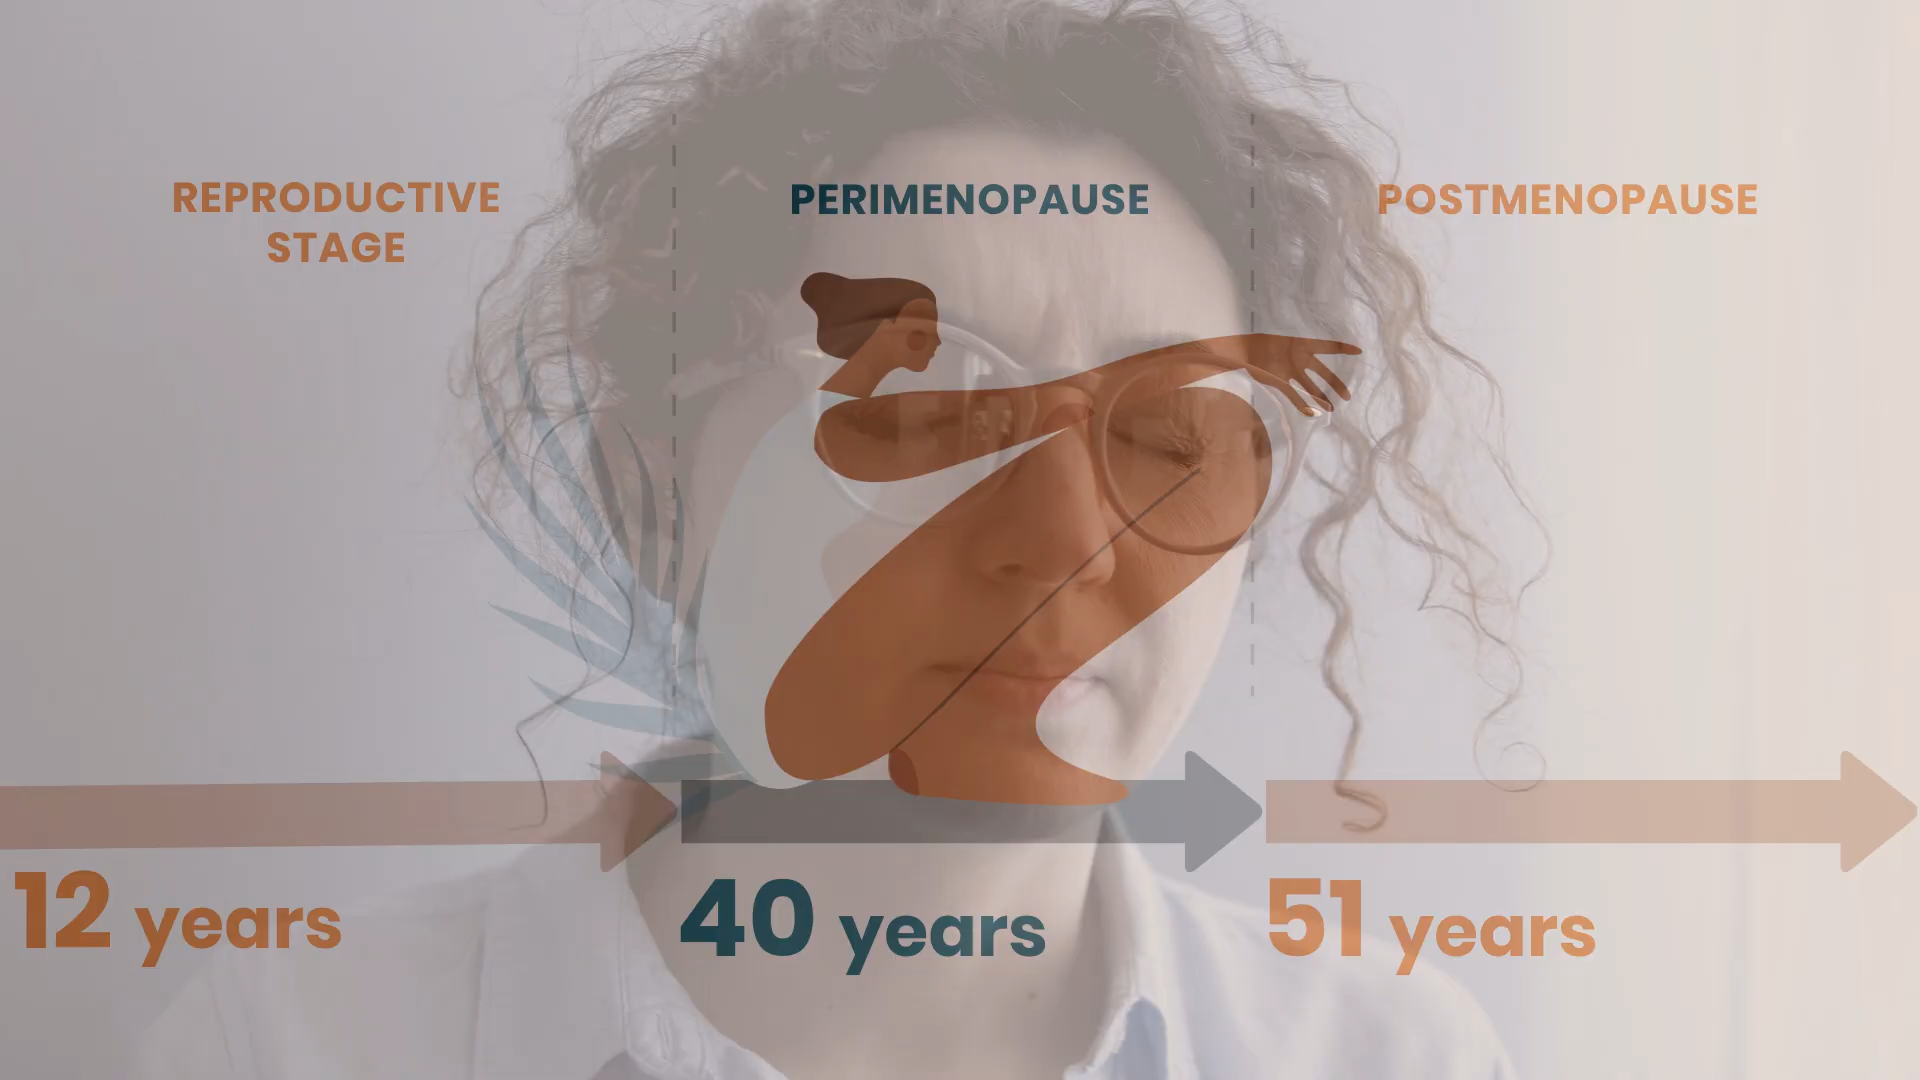 REPRODUCTIVE
STAGE
PERIMENOPAUSE
POSTMENOPAUSE
12 years
40 years
51 years